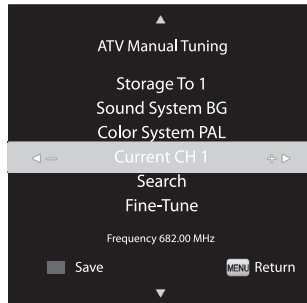 ATV Manual Tuning
Storage To 1
Sound System BG
Color System PAL
Current CH 1
Search
Fine-Tune
Frequency 682.00 MHz
Save MENU Return